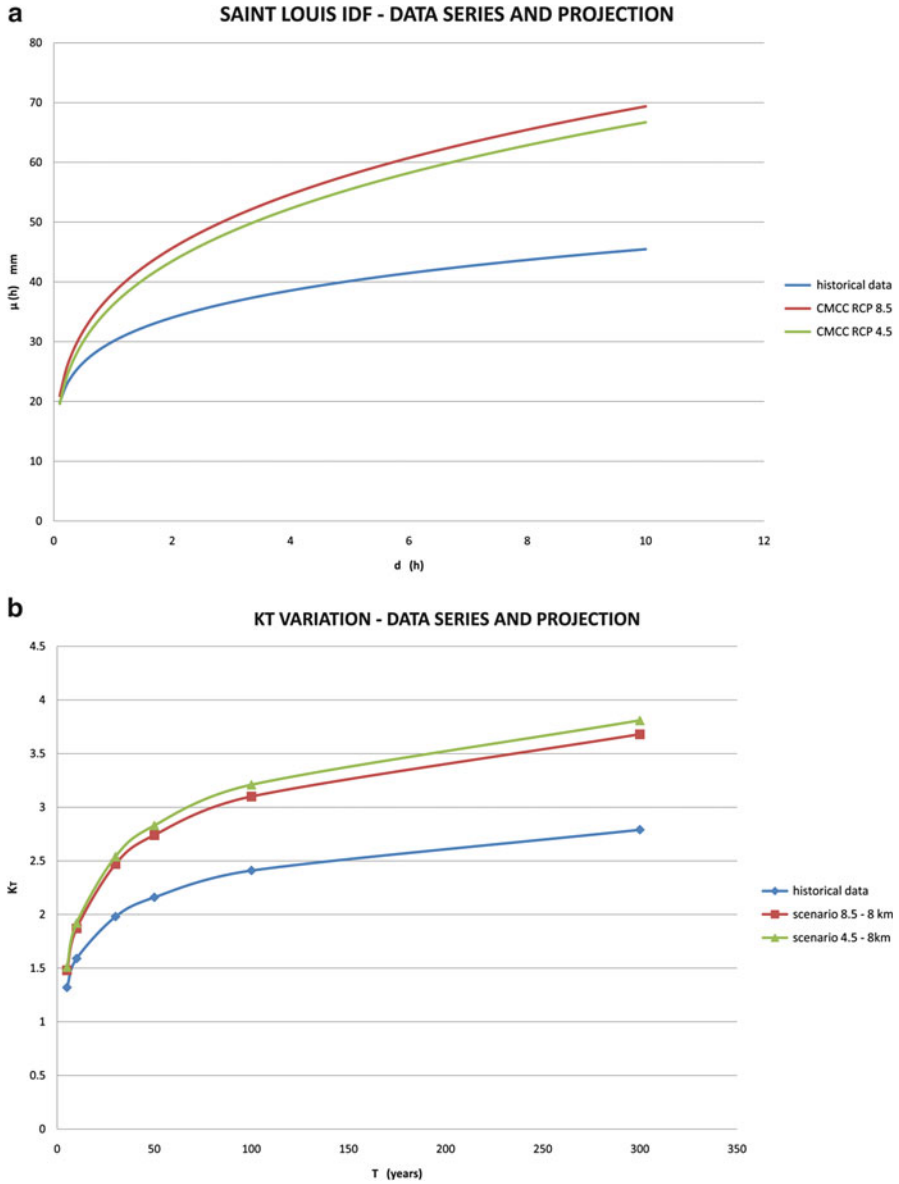 a
SAINT LOUIS IDF - DATA SERIES AND PROJECTION
80
70
60
50
40
30
20
10
0
μ (h) mm
0 2 4 6 8 10 12
d (h)
historical data
CMCC RCP 8.5
CMCC RCP 4.5
b
KT VARIATION - DATA SERIES AND PROJECTION
4.5
4
3.5
3
2.5
2
1.5
1
0.5
0
KT
0 50 100 150 200 250 300 350
T (years)
historical data
scenario 8.5 - 8 km
scenario 4.5 - 8km